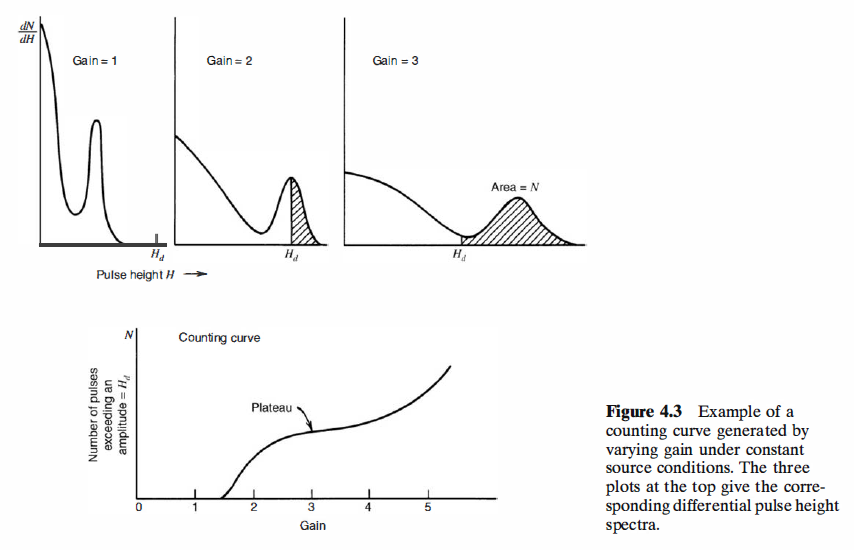 dN
dH
Gain = 1
Gain = 2
Gain = 3
Area = N
H_d
H_d
H_d
Pulse height H
N
Counting curve
Number of pulses
exceeding an
amplitude = H_d
Plateau
0 1 2 3 4 5
Gain
Figure 4.3 Example of a
counting curve generated by
varying gain under constant
source conditions. The three
plots at the top give the corre-
sponding differential pulse height
spectra.